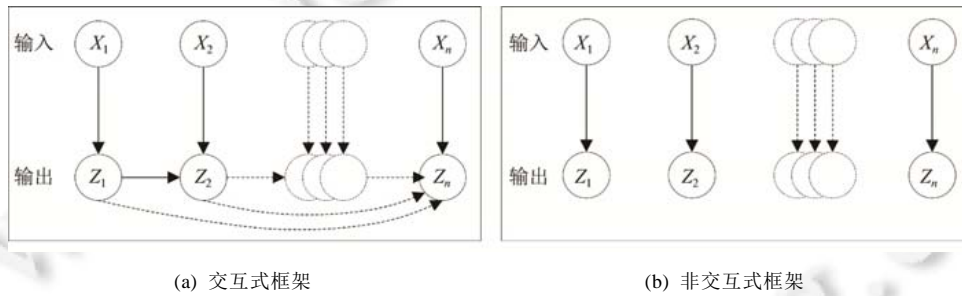 输入 X1 X2 Xn
输出 Z1 Z2 Zn
(a) 交互式框架
输入 X1 X2 Xn
输出 Z1 Z2 Zn
(b) 非交互式框架